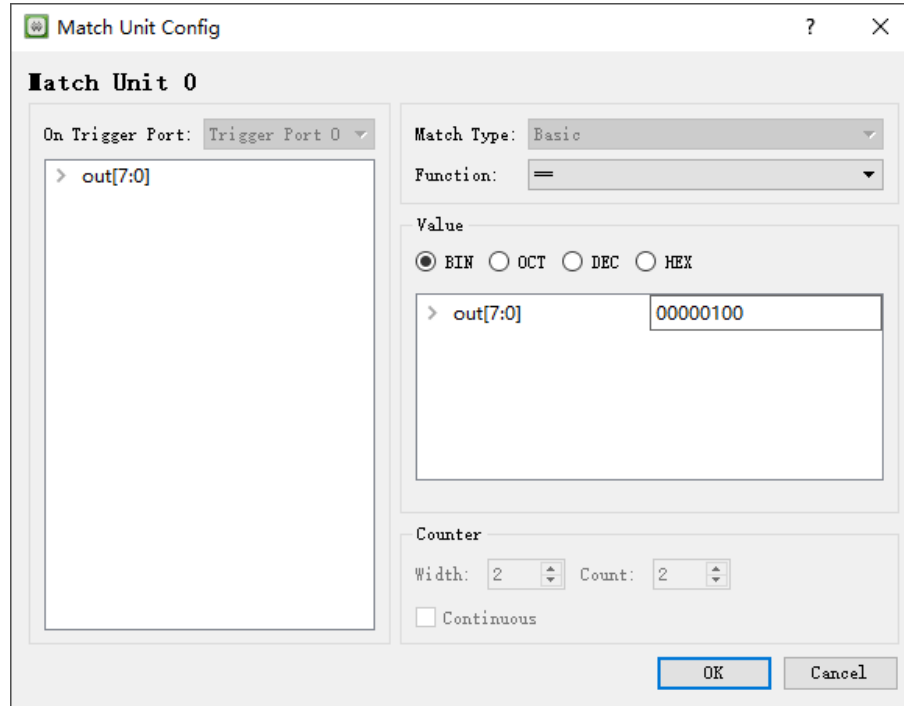 Match Unit Config
Match Unit 0
On Trigger Port: Trigger Port 0
out[7:0]
Match Type: Basic
Function: ==
Value
BIN OCT DEC HEX
out[7:0] 00000100
Counter
Width: 2 Count: 2
Continuous
OK Cancel